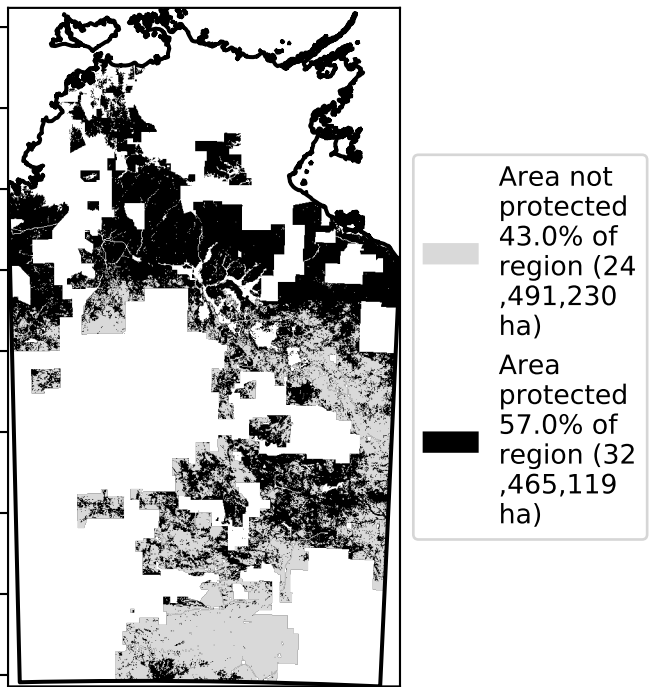 Area not
protected
43.0% of
region (24
,491,230
ha)
Area
protected
57.0% of
region (32
,465,119
ha)